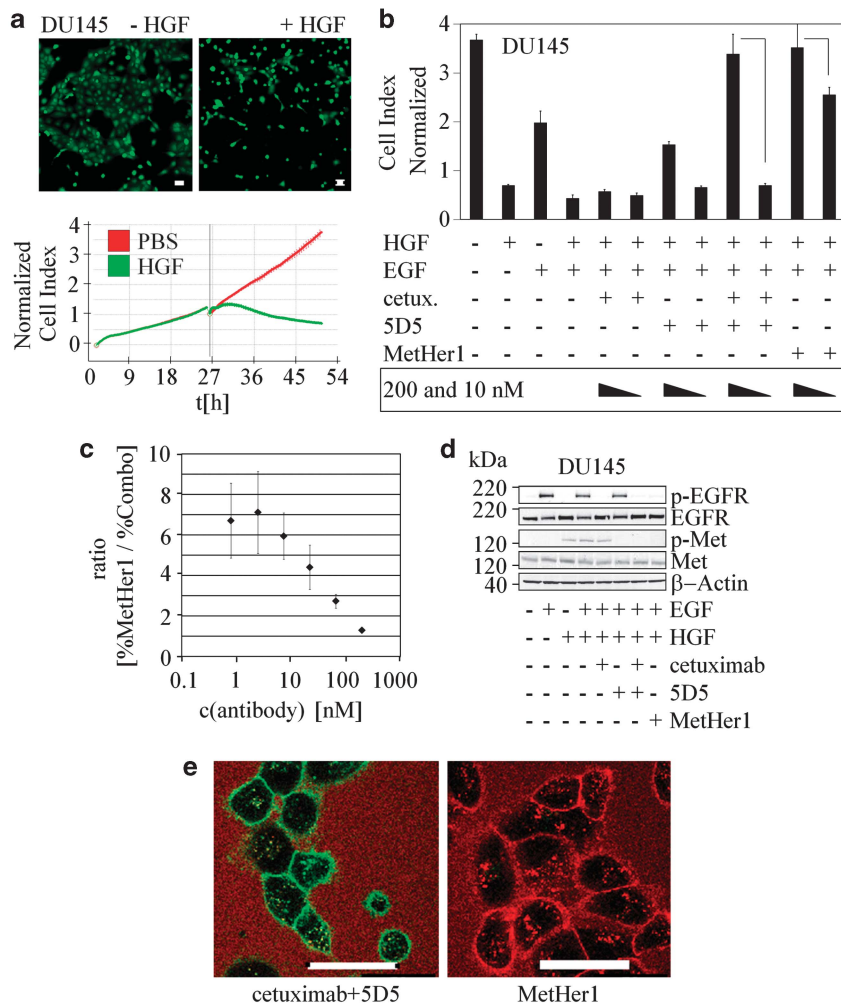 a
DU145 - HGF + HGF
Normalized
Cell Index
4
3
2
1
0
PBS
HGF
0 9 18 27 36 45 54
t[h]
b
DU145
Cell Index
Normalized
4
3
2
1
0
HGF - + - + + + + + + + + +
EGF - - + + + + + + + + + +
cetux. - - - - + + - - + + - -
5D5 - - - - - - + + + + - -
MetHer1 - - - - - - - - - - + +
200 and 10 nM
c
ratio
[%MetHer1 / %Combo]
10
8
6
4
2
0
0.1 1 10 100 1000
c(antibody) [nM]
d
kDa DU145
220 p-EGFR
220 EGFR
120 p-Met
120 Met
40 β-Actin
- + - + + + + + EGF
- - + + + + + + HGF
- - - - + - + - cetuximab
- - - - - + + - 5D5
- - - - - - - + MetHer1
e
cetuximab+5D5 MetHer1